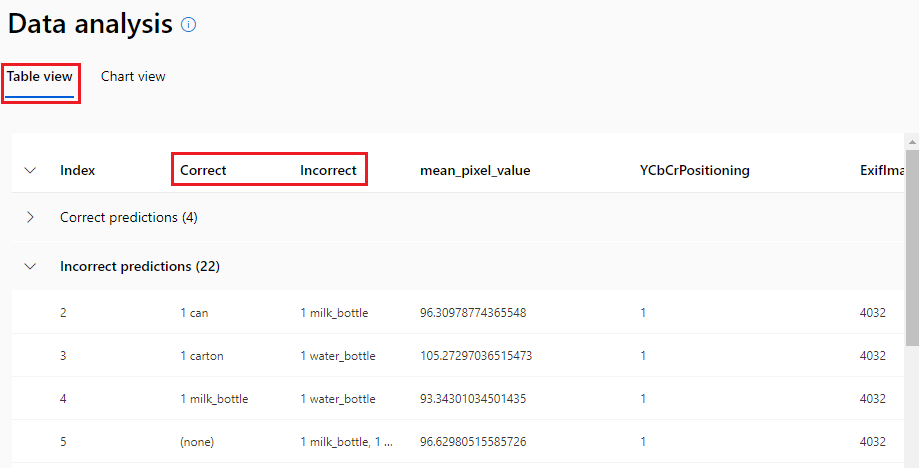 Data analysis
Table view Chart view
Index Correct Incorrect mean_pixel_value YCbCrPositioning ExifIma
Correct predictions (4)
Incorrect predictions (22)
2 1 can 1 milk_bottle 96.30978774365548 1 4032
3 1 carton 1 water_bottle 105.27297036515473 1 4032
4 1 milk_bottle 1 water_bottle 93.34301034501435 1 4032
5 (none) 1 milk_bottle, 1 ... 96.62980515585726 1 4032